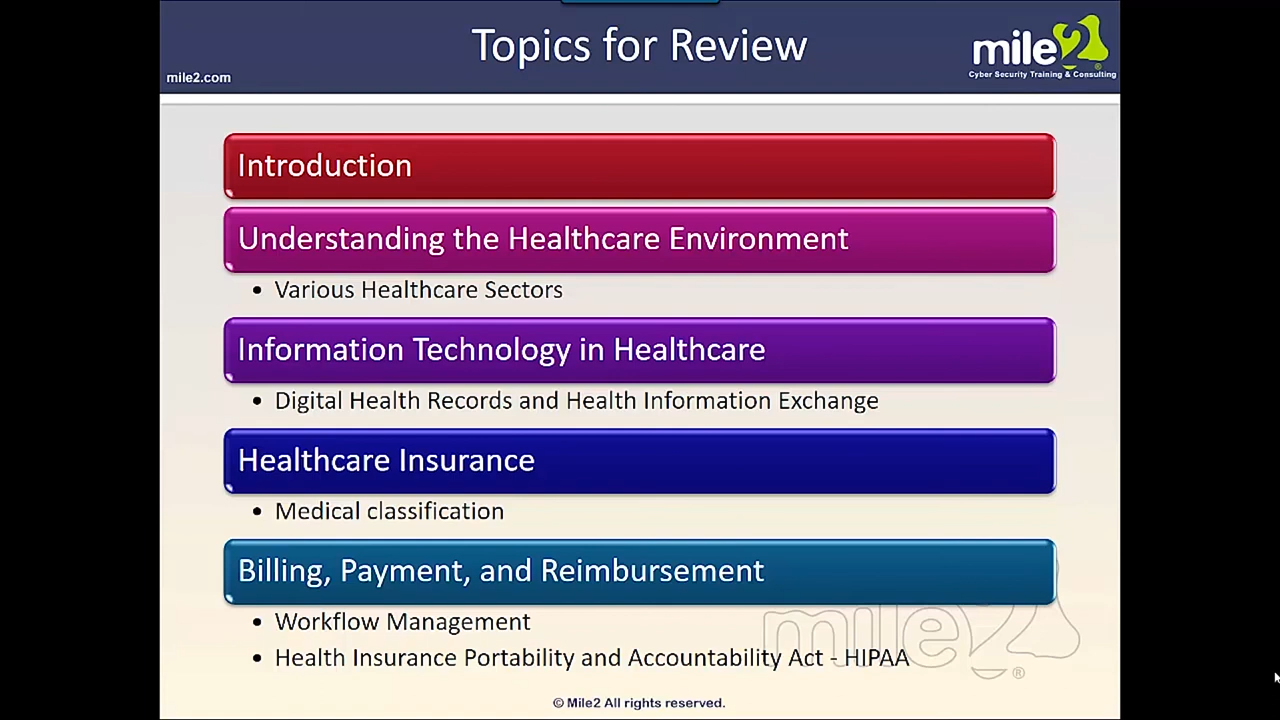 Topics for Review
mile2
Cyber Security Training & Consulting
mile2.com
Introduction
Understanding the Healthcare Environment
• Various Healthcare Sectors
Information Technology in Healthcare
• Digital Health Records and Health Information Exchange
Healthcare Insurance
• Medical classification
Billing, Payment, and Reimbursement
• Workflow Management
• Health Insurance Portability and Accountability Act - HIPAA
mile2®
© Mile2 All rights reserved.